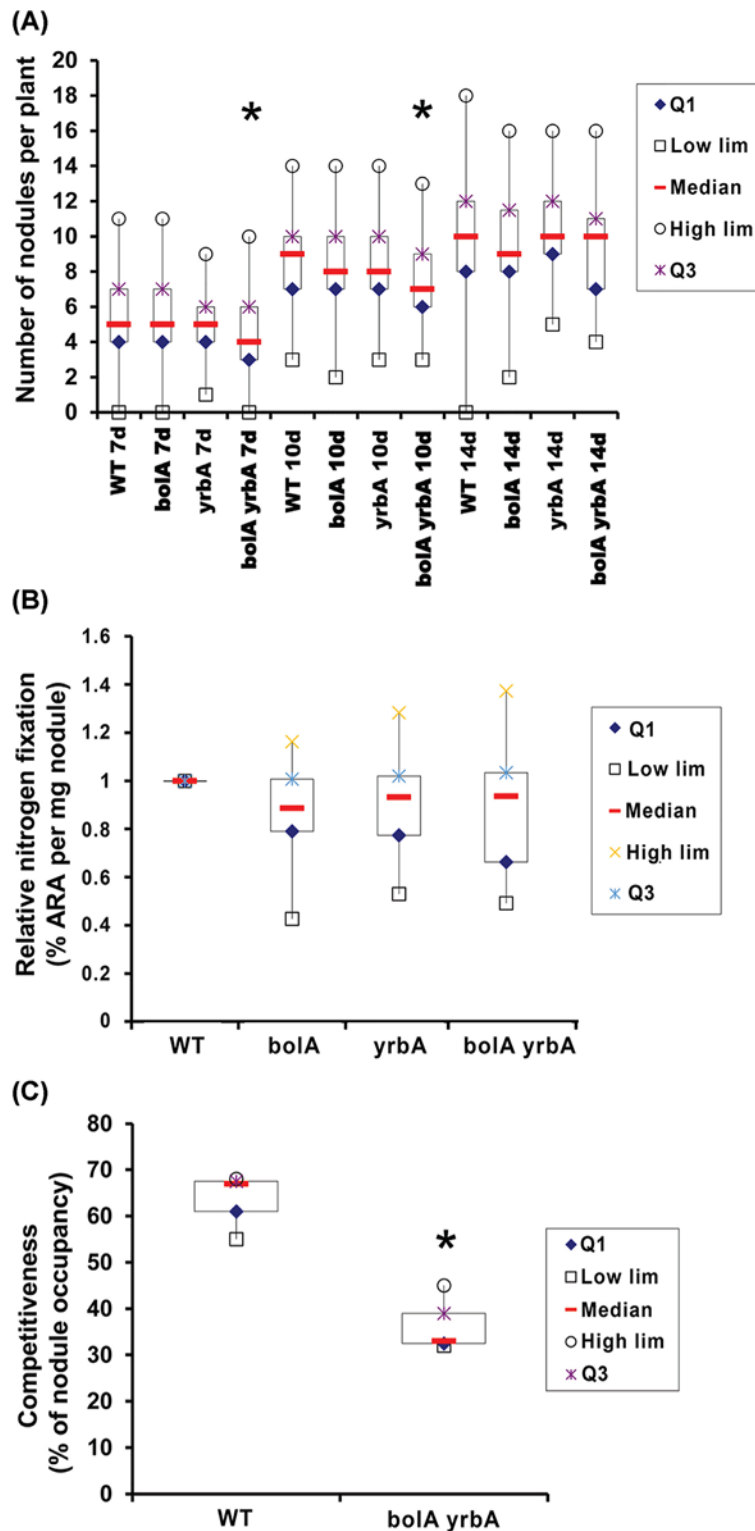 (A)
Number of nodules per plant
20
18
16
14
12
10
8
6
4
2
0
*
*
WT 7d
bolA 7d
yrbA 7d
bolA yrbA 7d
WT 10d
bolA 10d
yrbA 10d
bolA yrbA 10d
WT 14d
bolA 14d
yrbA 14d
bolA yrbA 14d
Q1
Low lim
Median
High lim
Q3
(B)
Relative nitrogen fixation
(% ARA per mg nodule)
1.6
1.4
1.2
1
0.8
0.6
0.4
0.2
0
WT
bolA
yrbA
bolA yrbA
Q1
Low lim
Median
High lim
Q3
(C)
Competitiveness
(% of nodule occupancy)
80
70
60
50
40
30
20
10
0
*
WT
bolA yrbA
Q1
Low lim
Median
High lim
Q3